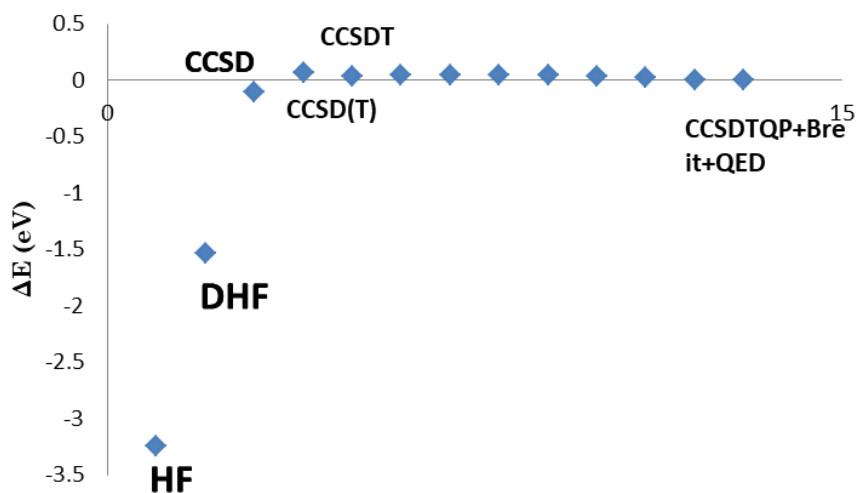 0.5
CCSDT
CCSD
0
0
15
CCSD(T)
-0.5
CCSDTQP+Bre
it+QED
-1
ΔE (eV)
-1.5
DHF
-2
-2.5
-3
HF
-3.5